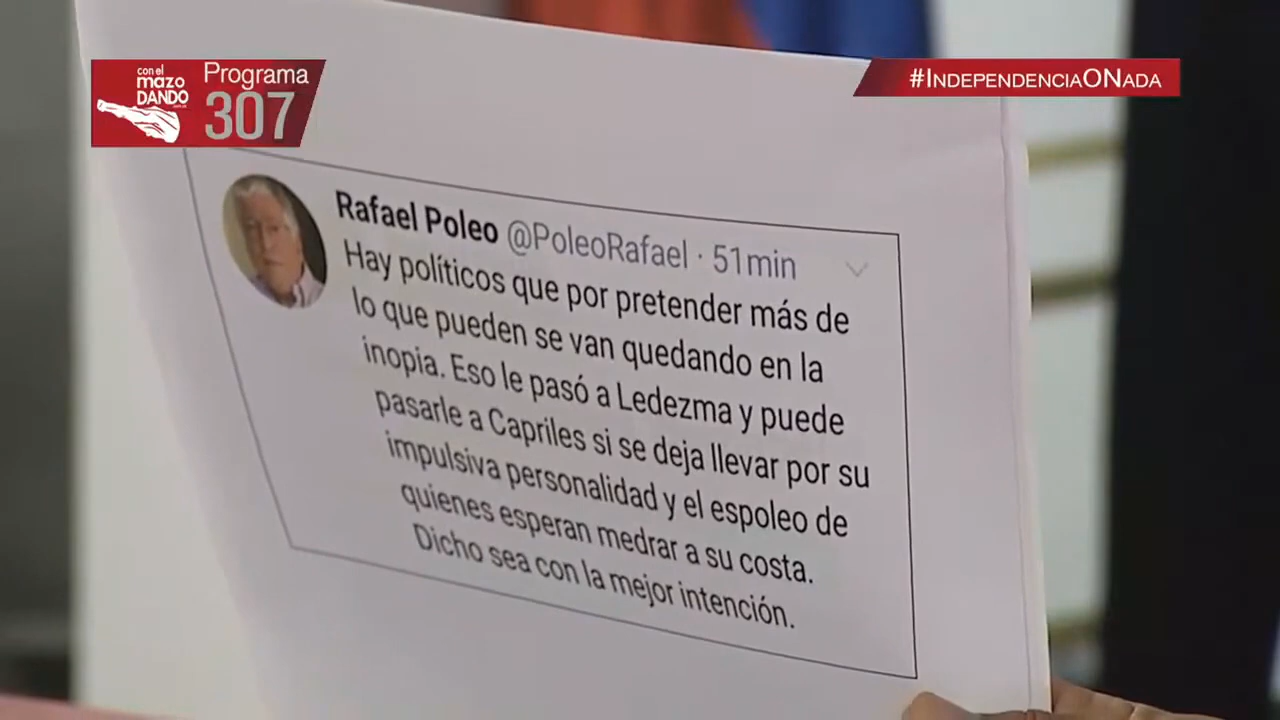 con el
mazo
DANDO
Programa
307
#INDEPENDENCIAONADA
Rafael Poleo @PoleoRafael · 51min
Hay políticos que por pretender más de
lo que pueden se van quedando en la
inopia. Eso le pasó a Ledezma y puede
pasarle a Capriles si se deja llevar por su
impulsiva personalidad y el espoleo de
quienes esperan medrar a su costa.
Dicho sea con la mejor intención.